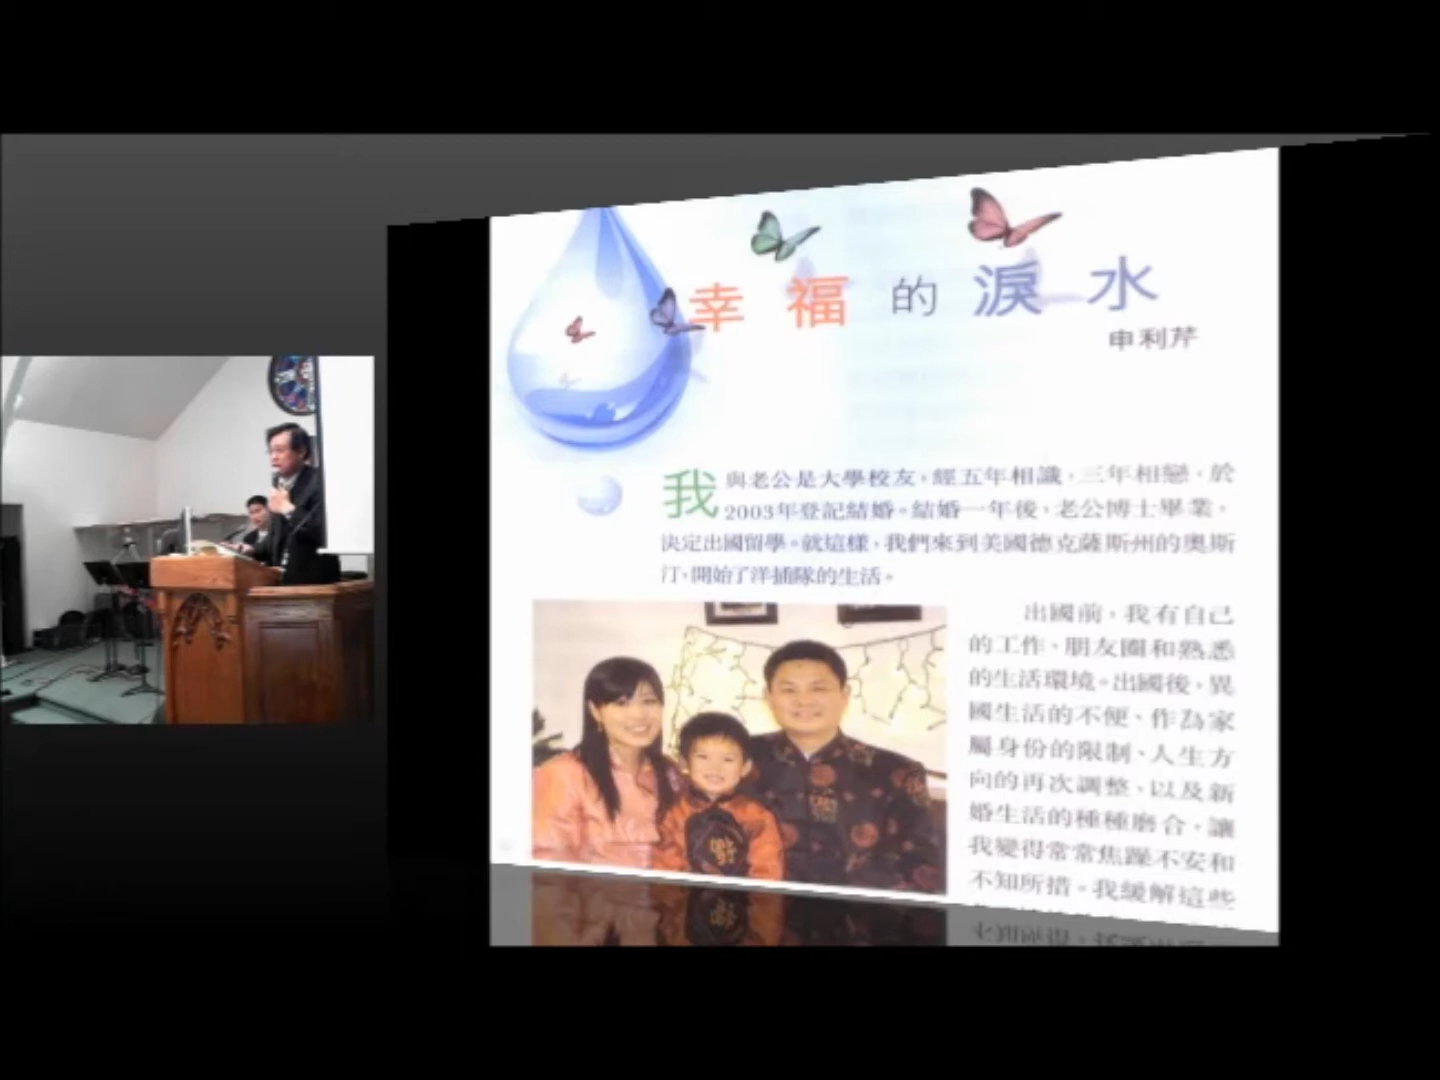 幸福的淚水
申利芹
我與老公是大學校友，經五年相識，三年相戀，於
2003年登記結婚。結婚一年後，老公博士畢業，
決定出國留學。就這樣，我們來到美國德克薩斯州的奧斯
汀，開始了洋插隊的生活。
出國前，我有自己
的工作、朋友圈和熟悉
的生活環境。出國後，異
國生活的不便、作為家
屬身份的限制、人生方
向的再次調整、以及新
婚生活的種種磨合，讓
我變得常常焦躁不安和
不知所措。我緩解這些